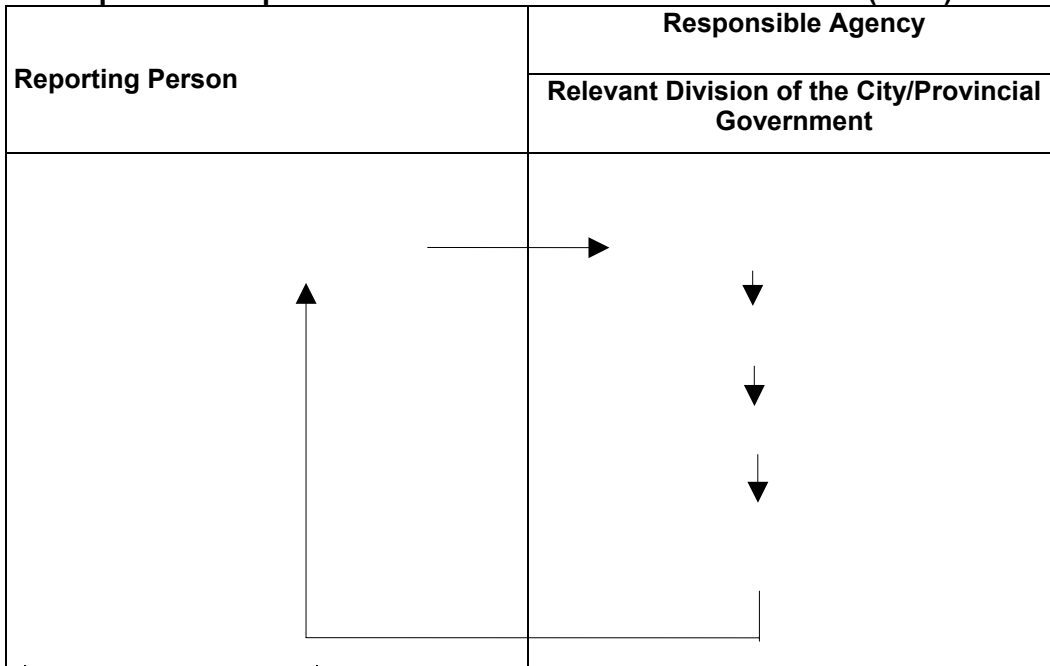 Responsible Agency
Reporting Person
Relevant Division of the City/Provincial
Government